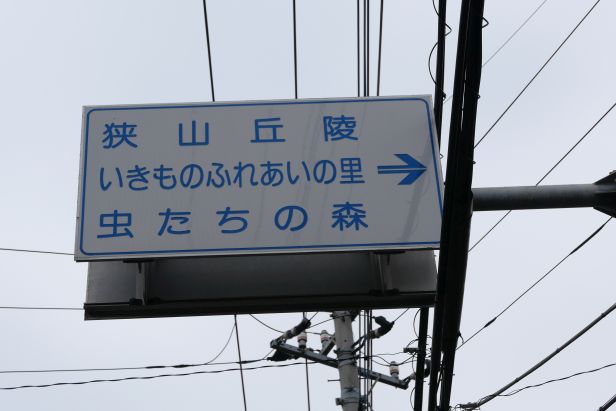 狭山丘陵
いきものふれあいの里→
虫たちの森